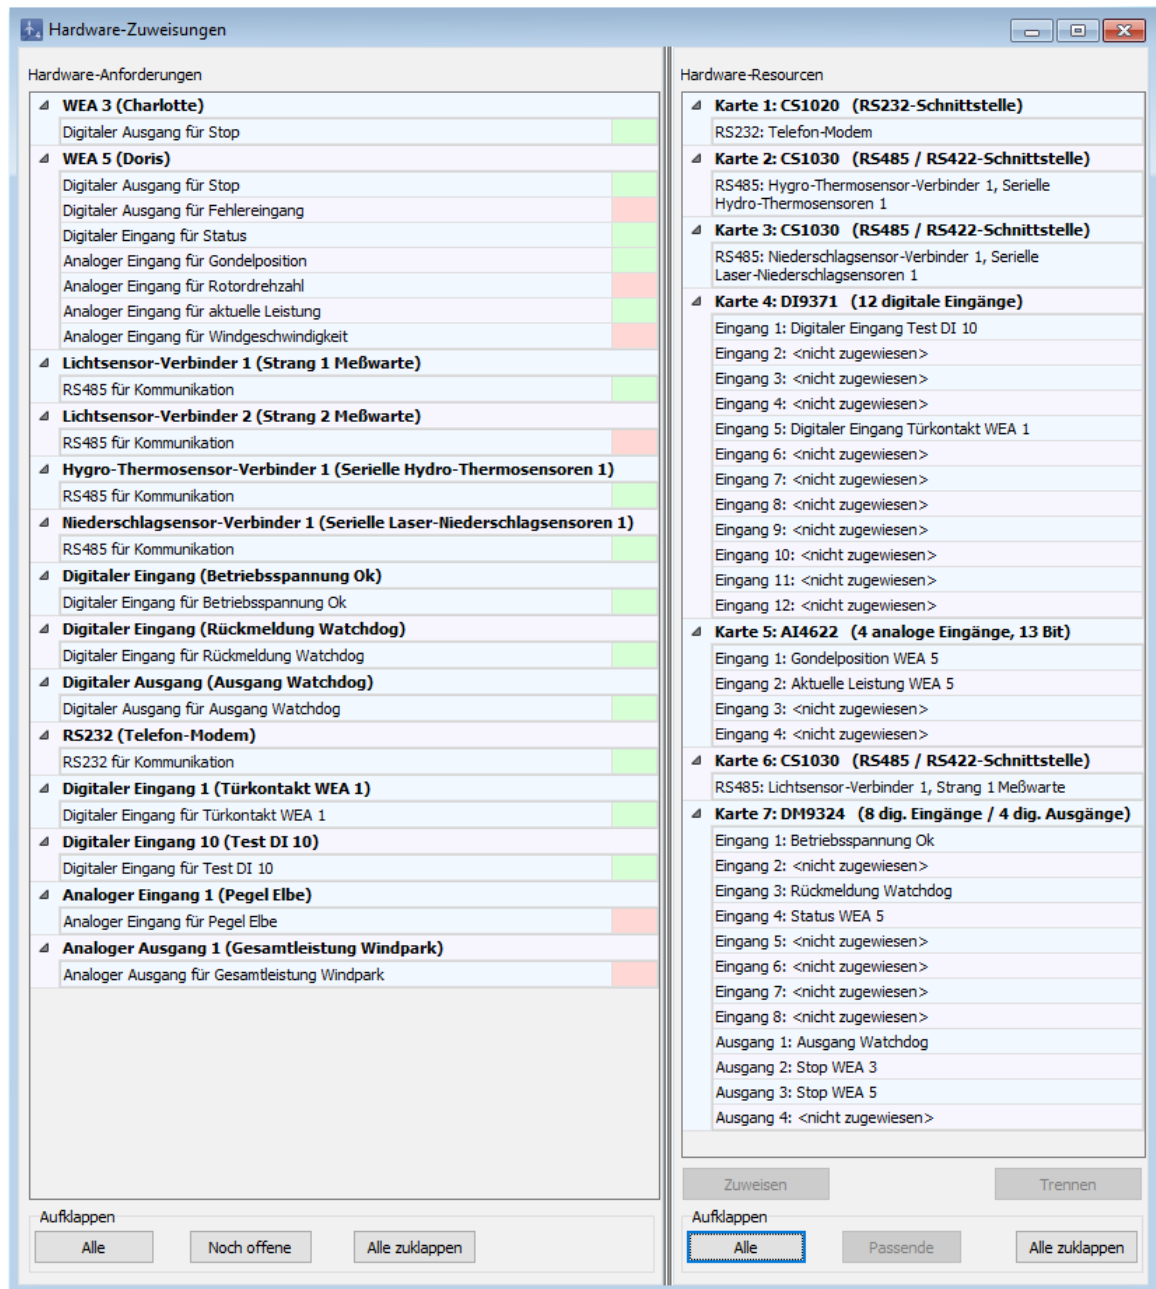 Hardware-Zuweisungen
Hardware-Anforderungen
WEA 3 (Charlotte)
Digitaler Ausgang für Stop
WEA 5 (Doris)
Digitaler Ausgang für Stop
Digitaler Ausgang für Fehlereingang
Digitaler Eingang für Status
Analoger Eingang für Gondelposition
Analoger Eingang für Rotordrehzahl
Analoger Eingang für aktuelle Leistung
Analoger Eingang für Windgeschwindigkeit
Lichtsensor-Verbinder 1 (Strang 1 Meßwarte)
RS485 für Kommunikation
Lichtsensor-Verbinder 2 (Strang 2 Meßwarte)
RS485 für Kommunikation
Hygro-Thermosensor-Verbinder 1 (Serielle Hydro-Thermosensoren 1)
RS485 für Kommunikation
Niederschlagsensor-Verbinder 1 (Serielle Laser-Niederschlagsensoren 1)
RS485 für Kommunikation
Digitaler Eingang (Betriebsspannung Ok)
Digitaler Eingang für Betriebsspannung Ok
Digitaler Eingang (Rückmeldung Watchdog)
Digitaler Eingang für Rückmeldung Watchdog
Digitaler Ausgang (Ausgang Watchdog)
Digitaler Ausgang für Ausgang Watchdog
RS232 (Telefon-Modem)
RS232 für Kommunikation
Digitaler Eingang 1 (Türkontakt WEA 1)
Digitaler Eingang für Türkontakt WEA 1
Digitaler Eingang 10 (Test DI 10)
Digitaler Eingang für Test DI 10
Analoger Eingang 1 (Pegel Elbe)
Analoger Eingang für Pegel Elbe
Analoger Ausgang 1 (Gesamtleistung Windpark)
Analoger Ausgang für Gesamtleistung Windpark
Aufklappen
Alle
Noch offene
Alle zuklappen
Hardware-Resourcen
Karte 1: CS1020 (RS232-Schnittstelle)
RS232: Telefon-Modem
Karte 2: CS1030 (RS485 / RS422-Schnittstelle)
RS485: Hygro-Thermosensor-Verbinder 1, Serielle
Hydro-Thermosensoren 1
Karte 3: CS1030 (RS485 / RS422-Schnittstelle)
RS485: Niederschlagsensor-Verbinder 1, Serielle
Laser-Niederschlagsensoren 1
Karte 4: DI9371 (12 digitale Eingänge)
Eingang 1: Digitaler Eingang Test DI 10
Eingang 2: <nicht zugewiesen>
Eingang 3: <nicht zugewiesen>
Eingang 4: <nicht zugewiesen>
Eingang 5: Digitaler Eingang Türkontakt WEA 1
Eingang 6: <nicht zugewiesen>
Eingang 7: <nicht zugewiesen>
Eingang 8: <nicht zugewiesen>
Eingang 9: <nicht zugewiesen>
Eingang 10: <nicht zugewiesen>
Eingang 11: <nicht zugewiesen>
Eingang 12: <nicht zugewiesen>
Karte 5: AI4622 (4 analoge Eingänge, 13 Bit)
Eingang 1: Gondelposition WEA 5
Eingang 2: Aktuelle Leistung WEA 5
Eingang 3: <nicht zugewiesen>
Eingang 4: <nicht zugewiesen>
Karte 6: CS1030 (RS485 / RS422-Schnittstelle)
RS485: Lichtsensor-Verbinder 1, Strang 1 Meßwarte
Karte 7: DM9324 (8 dig. Eingänge / 4 dig. Ausgänge)
Eingang 1: Betriebsspannung Ok
Eingang 2: <nicht zugewiesen>
Eingang 3: Rückmeldung Watchdog
Eingang 4: Status WEA 5
Eingang 5: <nicht zugewiesen>
Eingang 6: <nicht zugewiesen>
Eingang 7: <nicht zugewiesen>
Eingang 8: <nicht zugewiesen>
Ausgang 1: Ausgang Watchdog
Ausgang 2: Stop WEA 3
Ausgang 3: Stop WEA 5
Ausgang 4: <nicht zugewiesen>
Zuweisen
Trennen
Aufklappen
Alle
Passende
Alle zuklappen